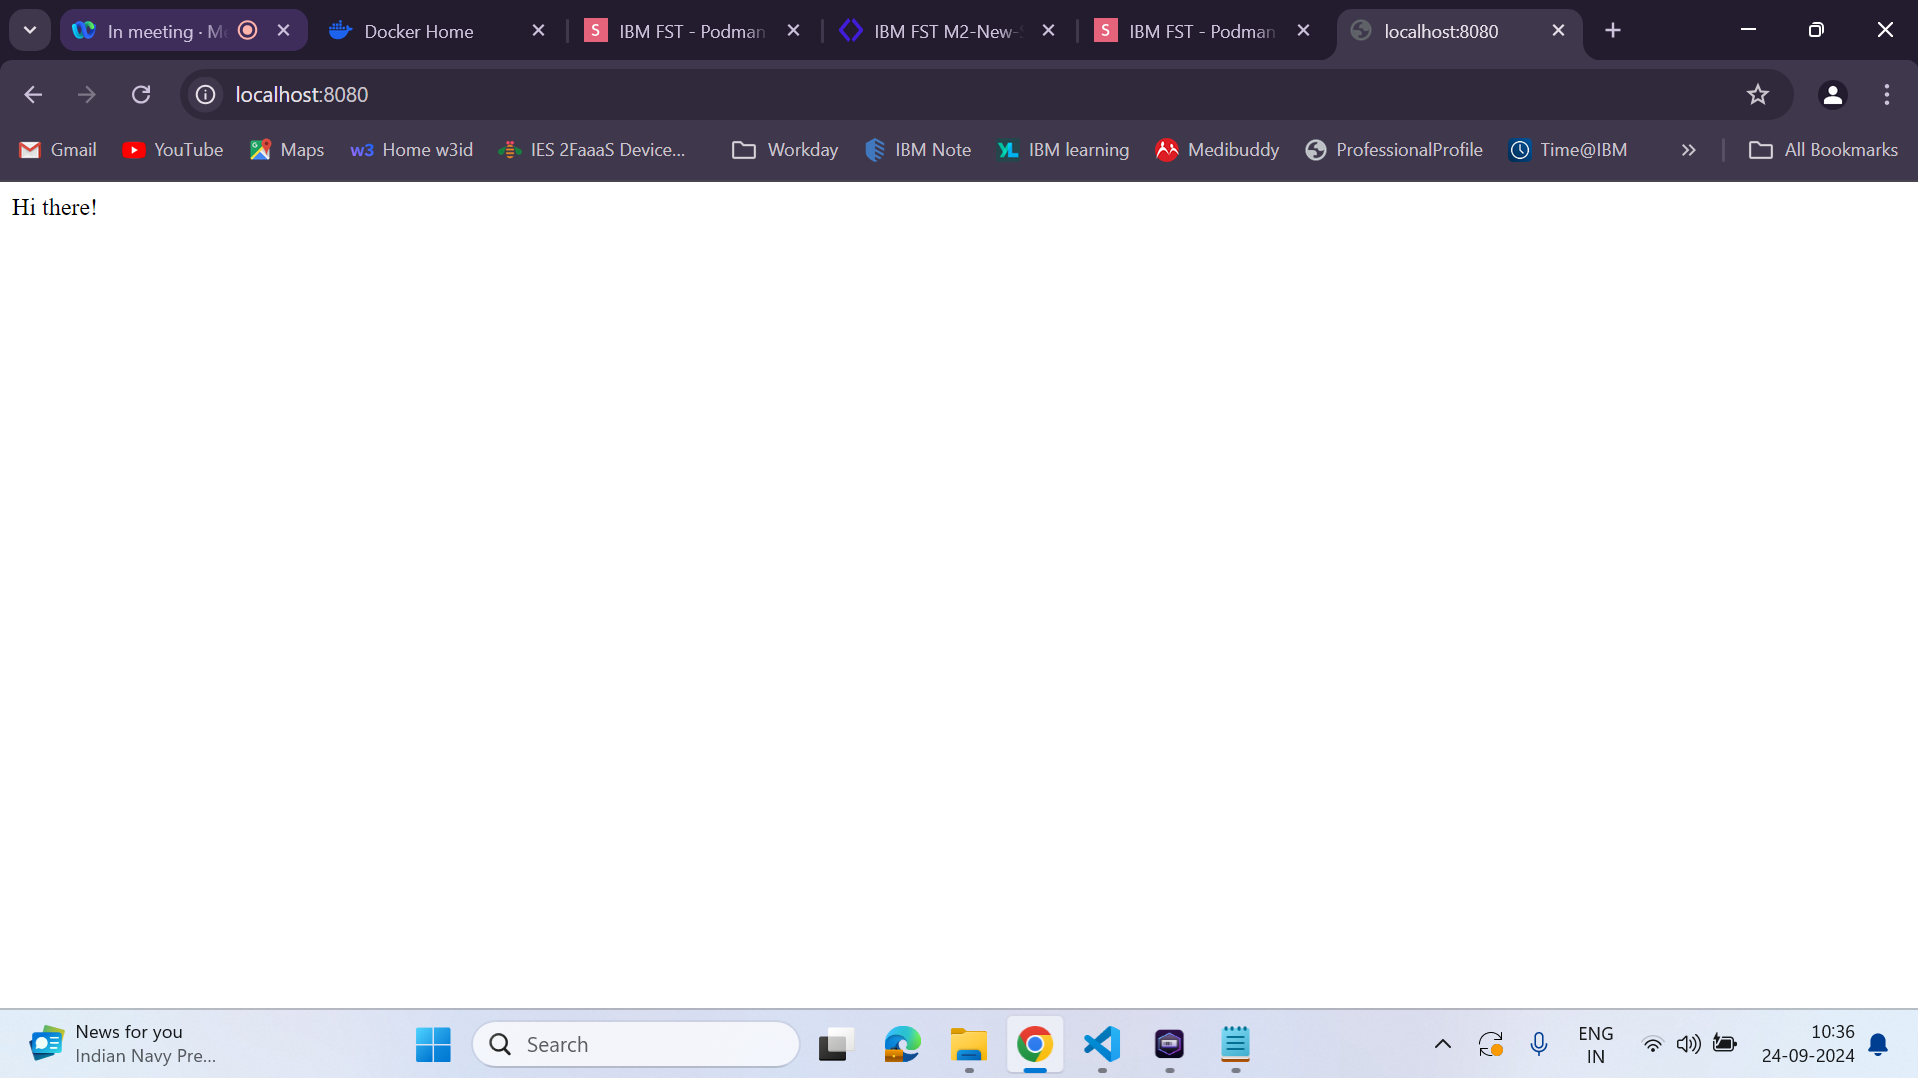 In meeting · M
Docker Home
S
IBM FST - Podman
IBM FST M2-New-
S
IBM FST - Podman
localhost:8080
localhost:8080
Gmail
YouTube
Maps
w3 Home w3id
IES 2FaaaS Device...
Workday
IBM Note
YL IBM learning
Medibuddy
ProfessionalProfile
Time@IBM
All Bookmarks
Hi there!
News for you
Indian Navy Pre...
Search
ENG
IN
10:36
24-09-2024